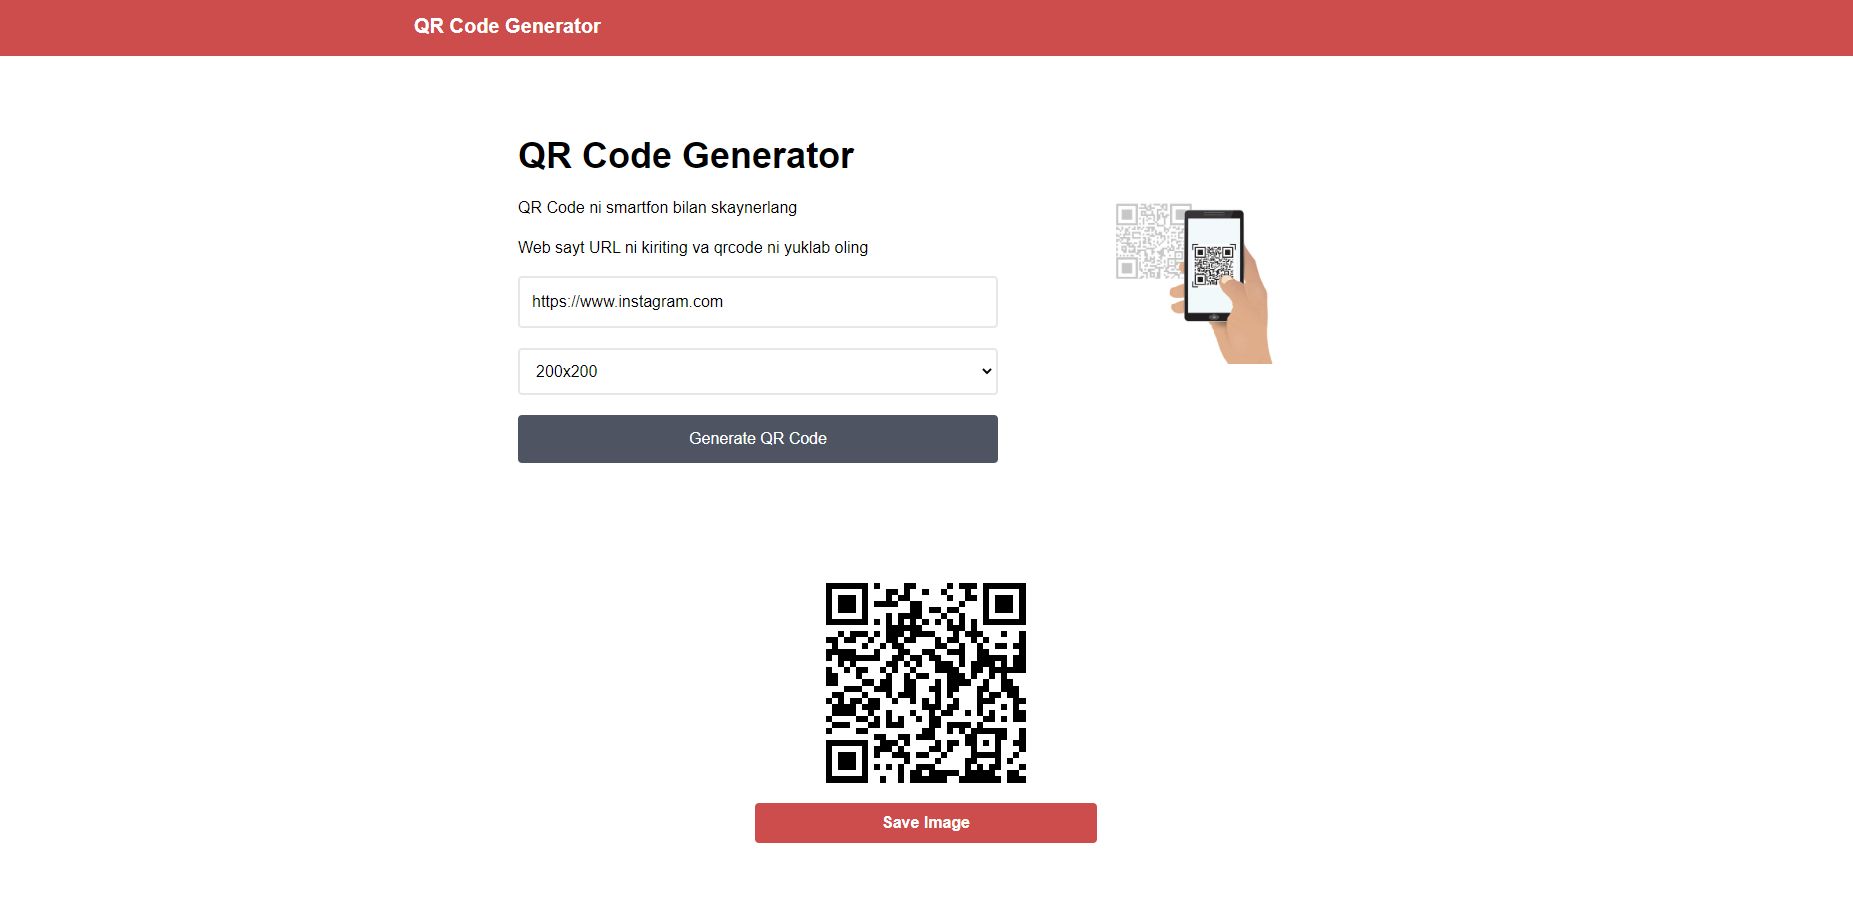 QR Code Generator
QR Code Generator
QR Code ni smartfon bilan skaynerlang
Web sayt URL ni kiriting va qrcode ni yuklab oling
https://www.instagram.com
200x200
Generate QR Code
Save Image